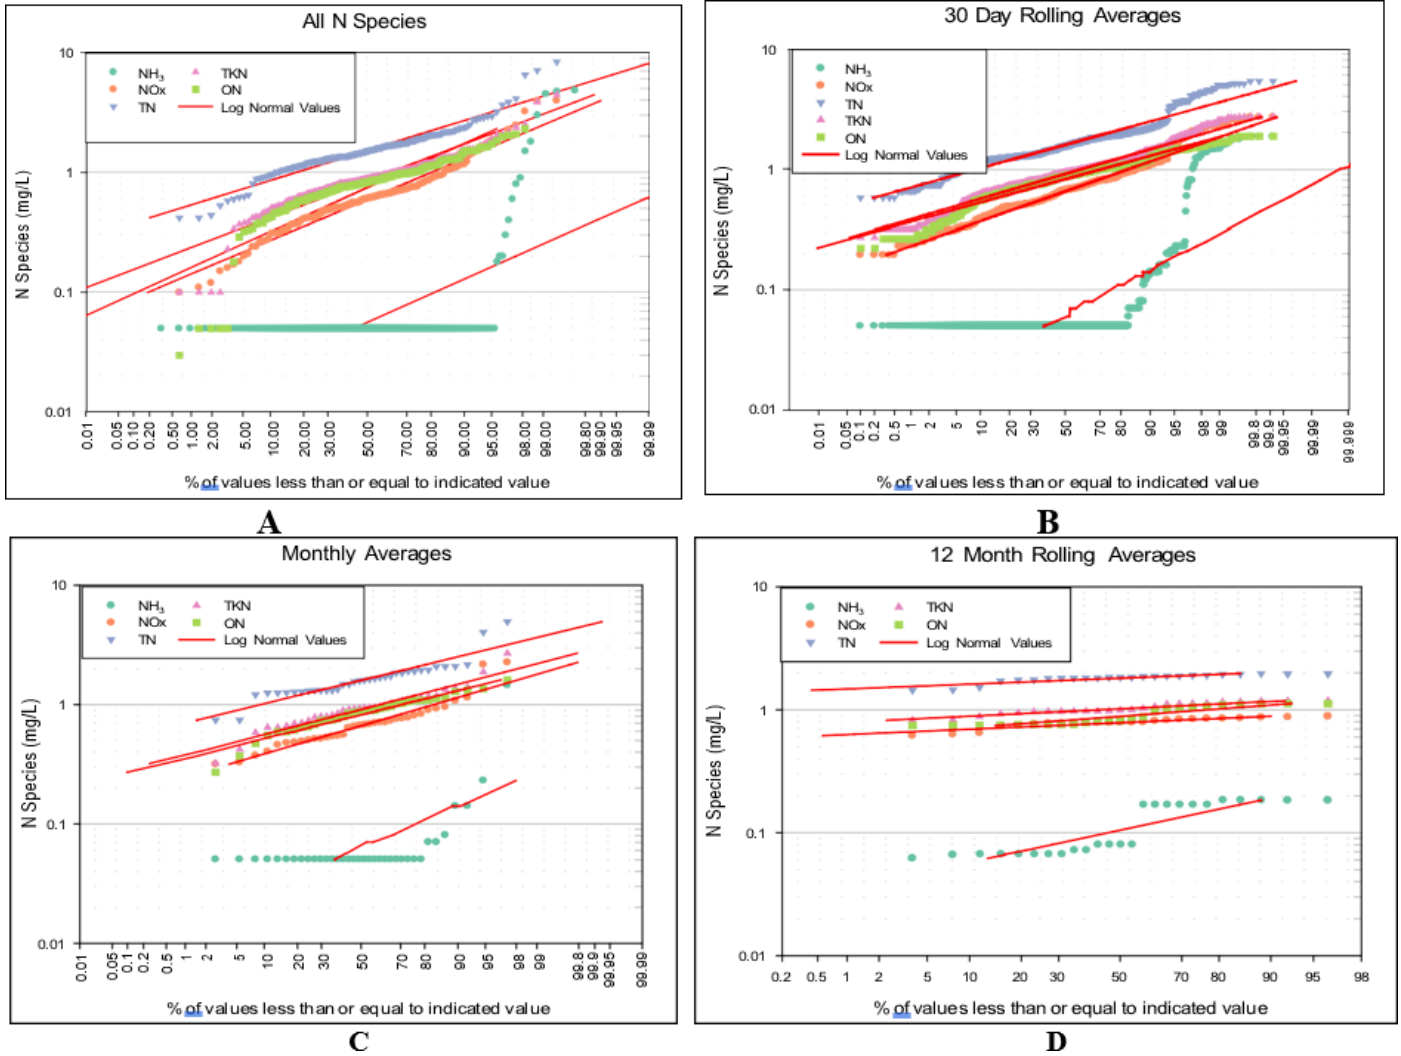 All N Species
10
1
0.1
0.01
N Species (mg/L)
NH₃
NOx
TN
TKN
ON
Log Normal Values
0.01
0.05
0.10
0.20
0.50
1.00
2.00
5.00
10.00
20.00
30.00
50.00
70.00
80.00
90.00
95.00
98.00
99.00
99.80
99.90
99.95
99.99
% of values less than or equal to indicated value
A
30 Day Rolling Averages
10
1
0.1
0.01
N Species (mg/L)
NH₃
NOx
TN
TKN
ON
Log Normal Values
0.01
0.05
0.1
0.2
0.5
1
2
5
10
20
30
50
70
80
90
95
98
99
99.8
99.9
99.95
99.99
99.999
% of values less than or equal to indicated value
B
Monthly Averages
10
1
0.1
0.01
N Species (mg/L)
NH₃
NOx
TN
TKN
ON
Log Normal Values
0.01
0.05
0.1
0.2
0.5
1
2
5
10
20
30
50
70
80
90
95
98
99
99.8
99.9
99.95
99.99
% of values less than or equal to indicated value
C
12 Month Rolling Averages
10
1
0.1
0.01
N Species (mg/L)
NH₃
NOx
TN
TKN
ON
Log Normal Values
0.2
0.5
1
2
5
10
20
30
50
70
80
90
95
98
% of values less than or equal to indicated value
D